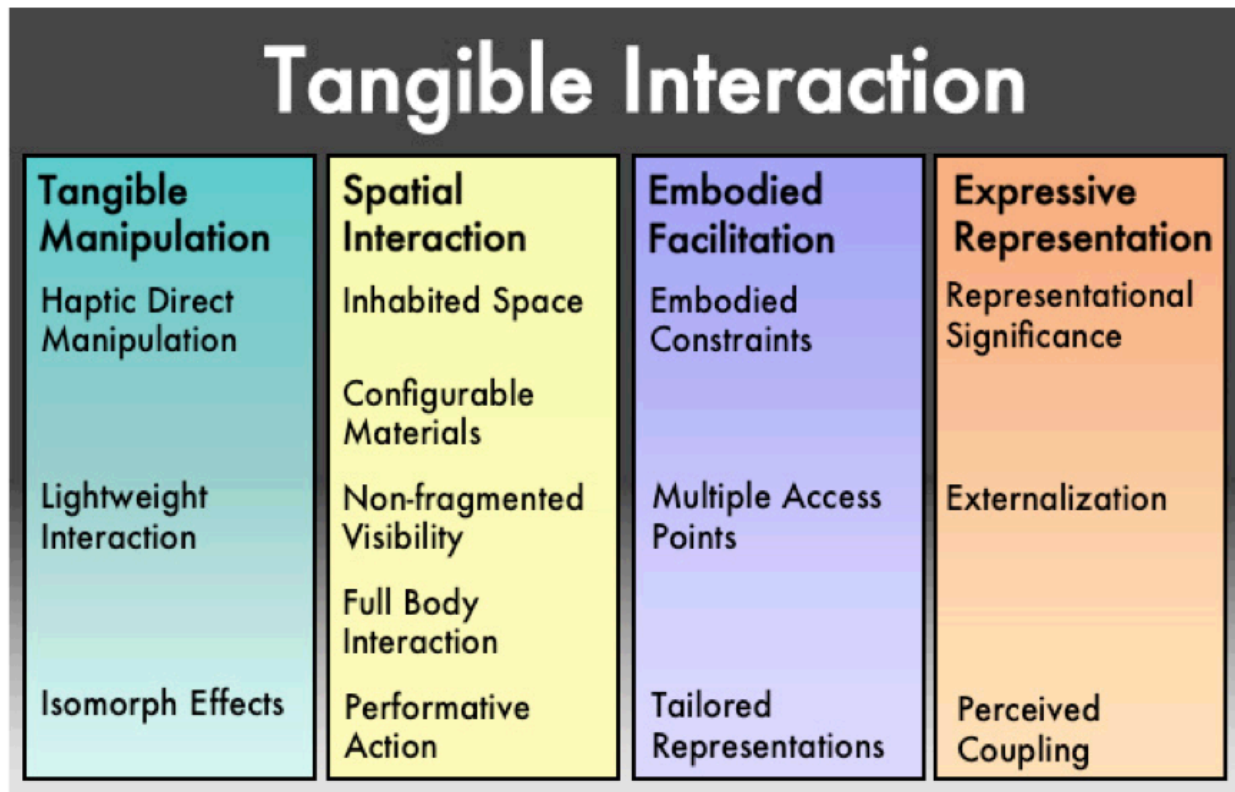 Tangible Interaction
Tangible
Manipulation
Haptic Direct
Manipulation
Lightweight
Interaction
Isomorph Effects
Spatial
Interaction
Inhabited Space
Configurable
Materials
Non-fragmented
Visibility
Full Body
Interaction
Performative
Action
Embodied
Facilitation
Embodied
Constraints
Multiple Access
Points
Tailored
Representations
Expressive
Representation
Representational
Significance
Externalization
Perceived
Coupling